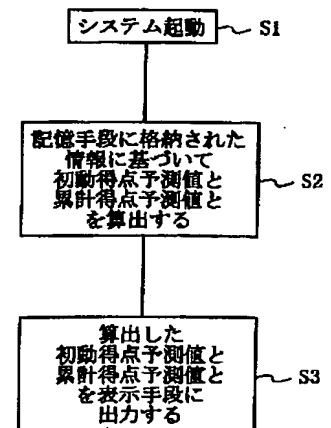 システム起動
S1
記憶手段に格納された
情報に基づいて
初動得点予測値と
累計得点予測値と
を算出する
S2
算出した
初動得点予測値と
累計得点予測値と
を表示手段に
出力する
S3